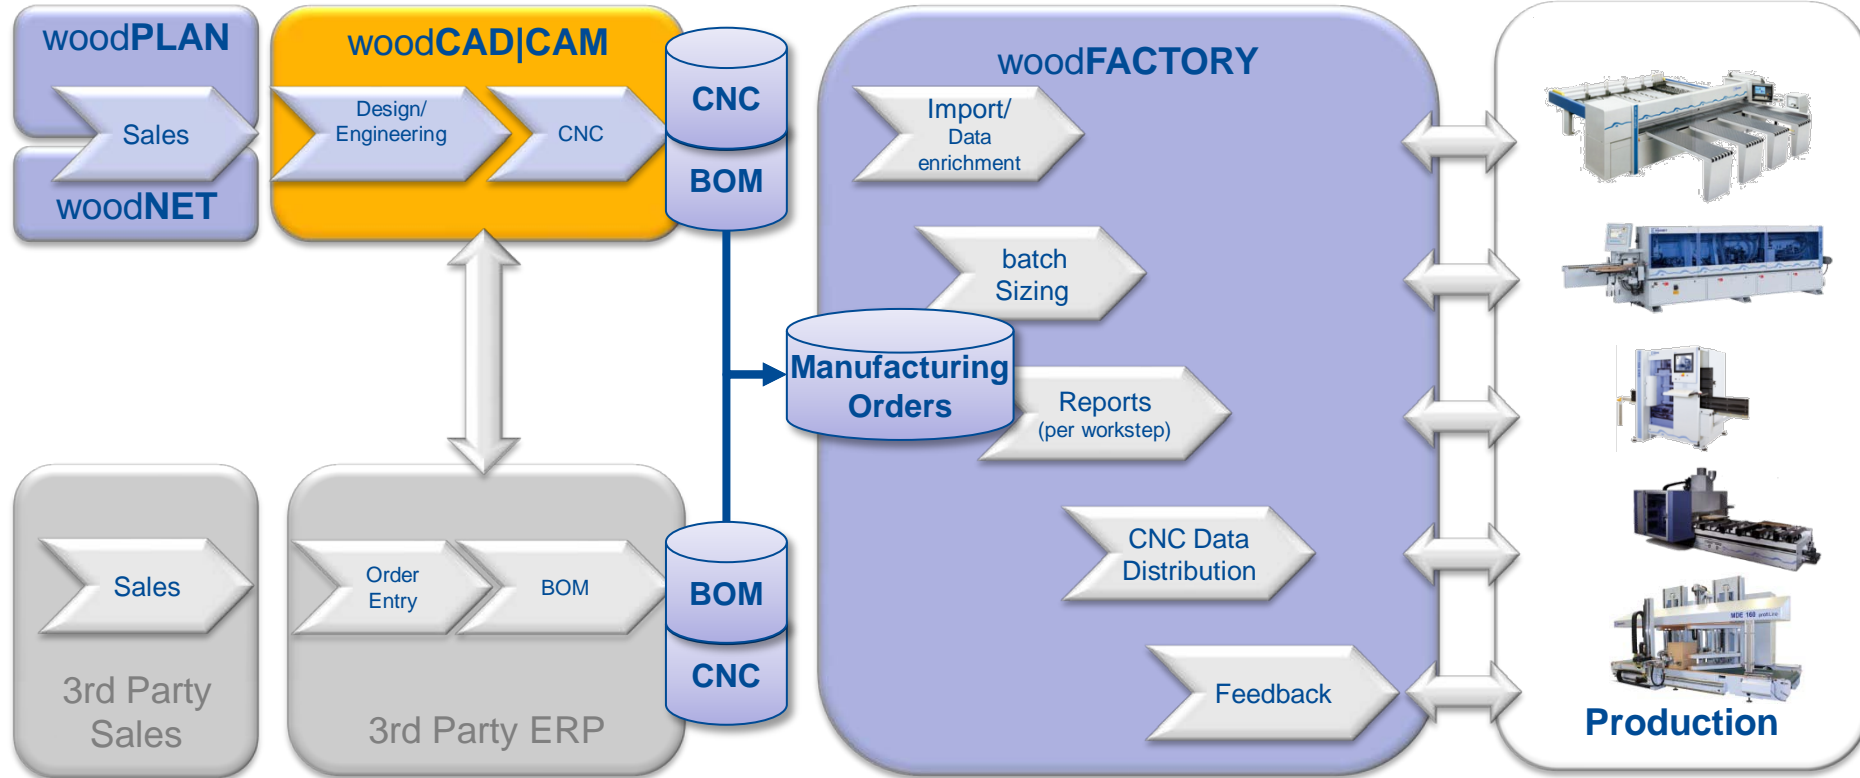 woodPLAN
Sales
woodNET
woodCAD|CAM
Design/
Engineering
CNC
CNC
BOM
3rd Party
Sales
Sales
Order
Entry
BOM
3rd Party ERP
BOM
CNC
Manufacturing
Orders
woodFACTORY
Import/
Data
enrichment
batch
Sizing
Reports
(per workstep)
CNC Data
Distribution
Feedback
MDE 160
Production